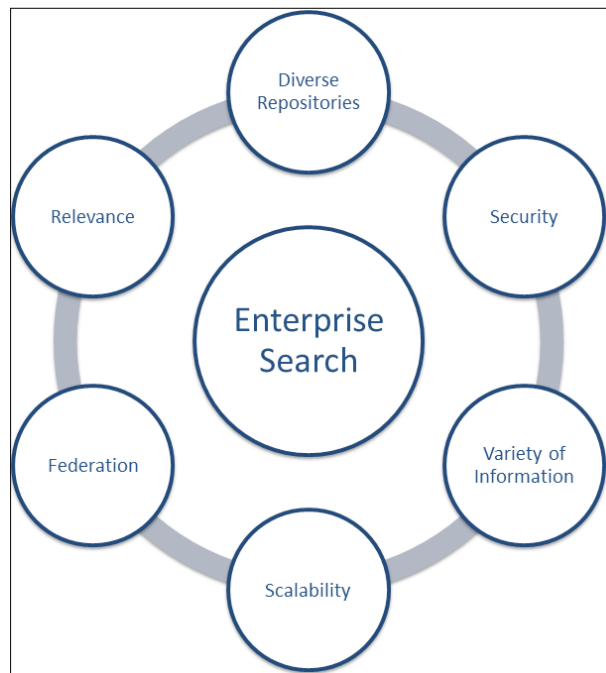 Diverse
Repositories
Relevance
Security
Enterprise
Search
Federation
Variety of
Information
Scalability